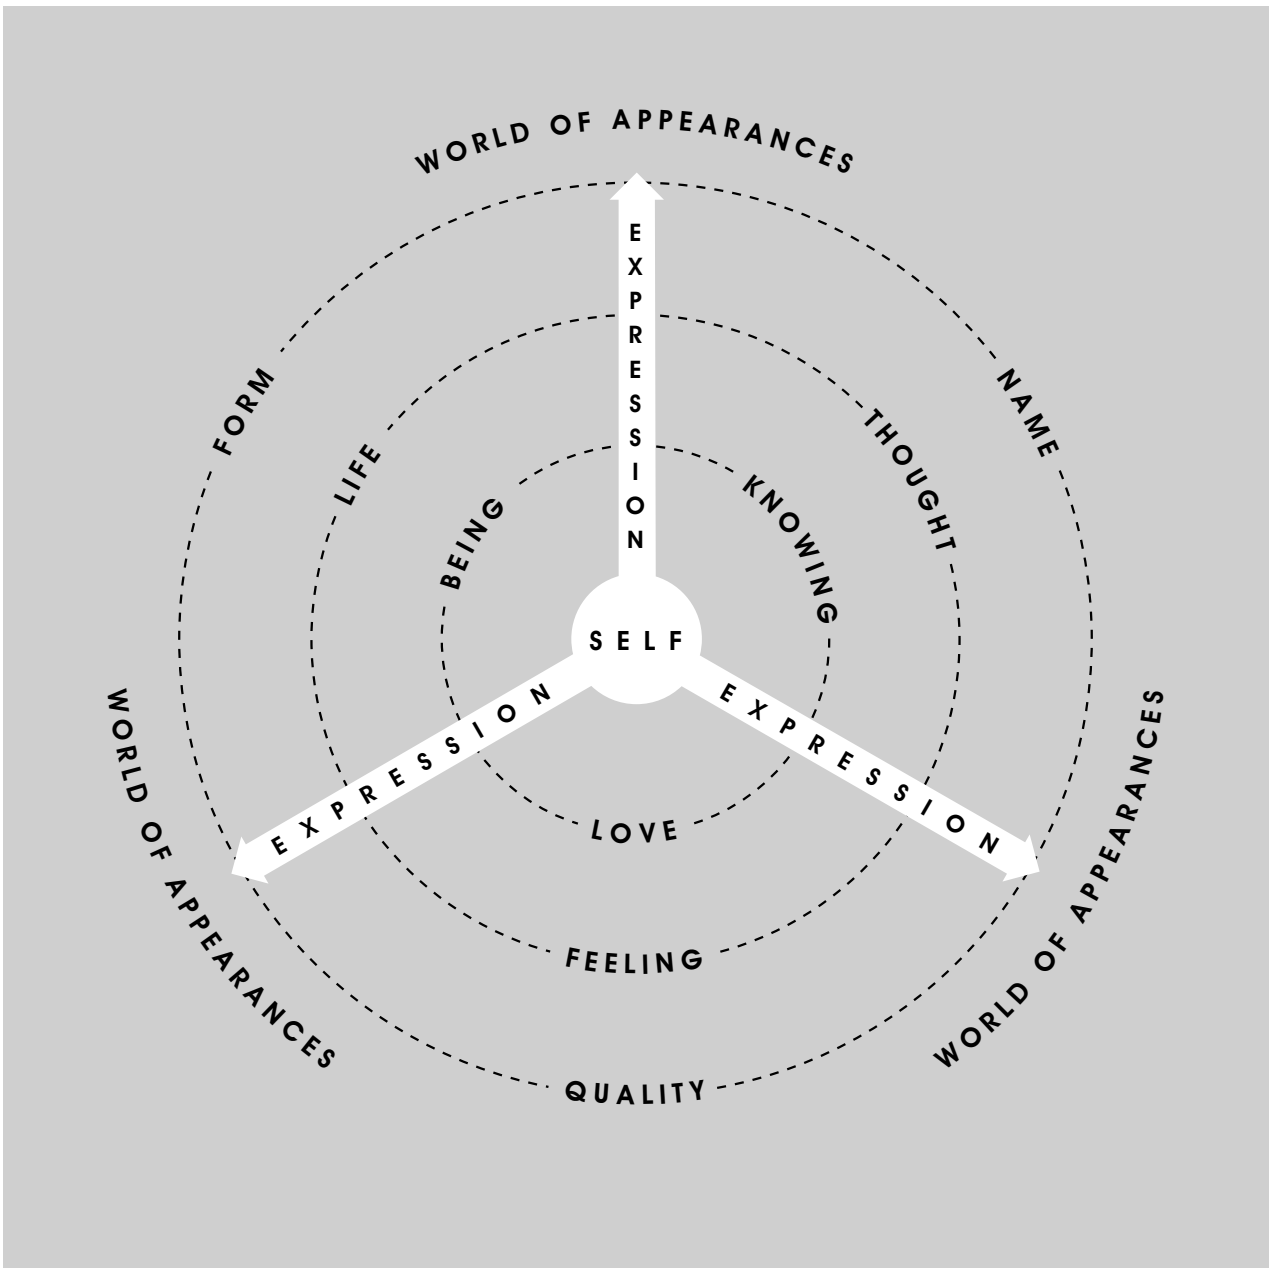 WORLD OF APPEARANCES
EXPRESSION
FORM
NAME
LIFE
THOUGHT
BEING
KNOWING
SELF
EXPRESSION
EXPRESSION
WORLD OF APPEARANCES
WORLD OF APPEARANCES
LOVE
FEELING
QUALITY